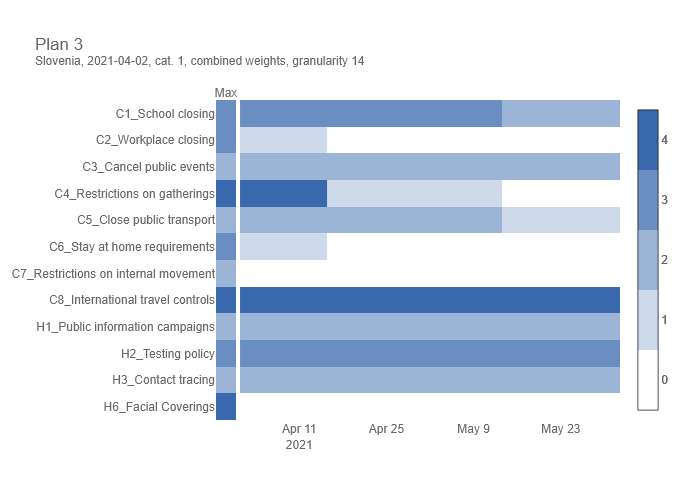 Plan 3
Slovenia, 2021-04-02, cat. 1, combined weights, granularity 14
Max
C1_School closing
C2_Workplace closing
C3_Cancel public events
C4_Restrictions on gatherings
C5_Close public transport
C6_Stay at home requirements
C7_Restrictions on internal movement
C8_International travel controls
H1_Public information campaigns
H2_Testing policy
H3_Contact tracing
H6_Facial Coverings
4
3
2
1
0
Apr 11 Apr 25 May 9 May 23
2021